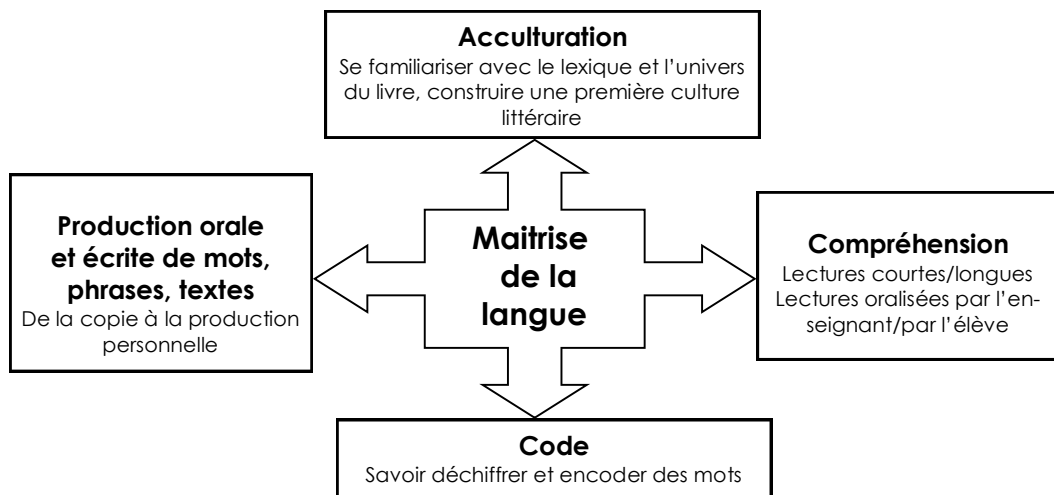 Acculturation
Se familiariser avec le lexique et l’univers
du livre, construire une première culture
littéraire
Production orale
et écrite de mots,
phrases, textes
De la copie à la production
personnelle
Maitrise
de la
langue
Compréhension
Lectures courtes/longues
Lectures oralisées par l’en-
seignant/par l’élève
Code
Savoir déchiffrer et encoder des mots